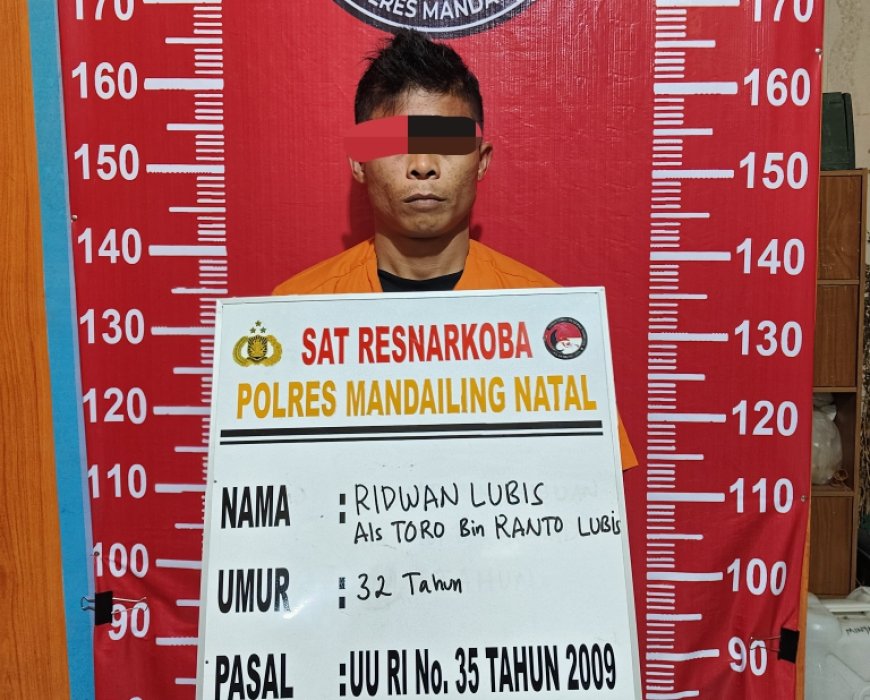 POLRES MANDAI
170
160
150
140
130
120
110
100
90
170
160
150
140
130
120
110
100
90
SAT RESNARKOBA
POLRES MANDAILING NATAL
NAMA : RIDWAN LUBIS
Als TORO Bin RANTO LUBIS
UMUR : 32 Tahun
PASAL : UU RI No. 35 TAHUN 2009